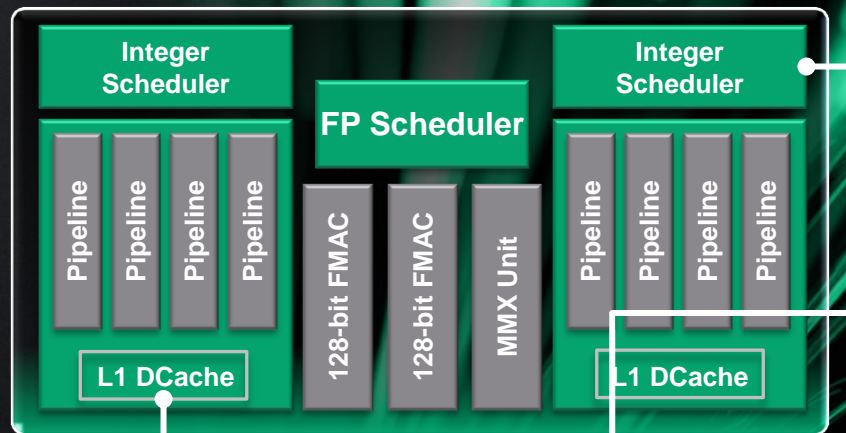 Integer
Scheduler
Integer
Scheduler
FP Scheduler
Pipeline
Pipeline
Pipeline
Pipeline
128-bit FMAC
128-bit FMAC
MMX Unit
Pipeline
Pipeline
Pipeline
Pipeline
L1 DCache
L1 DCache